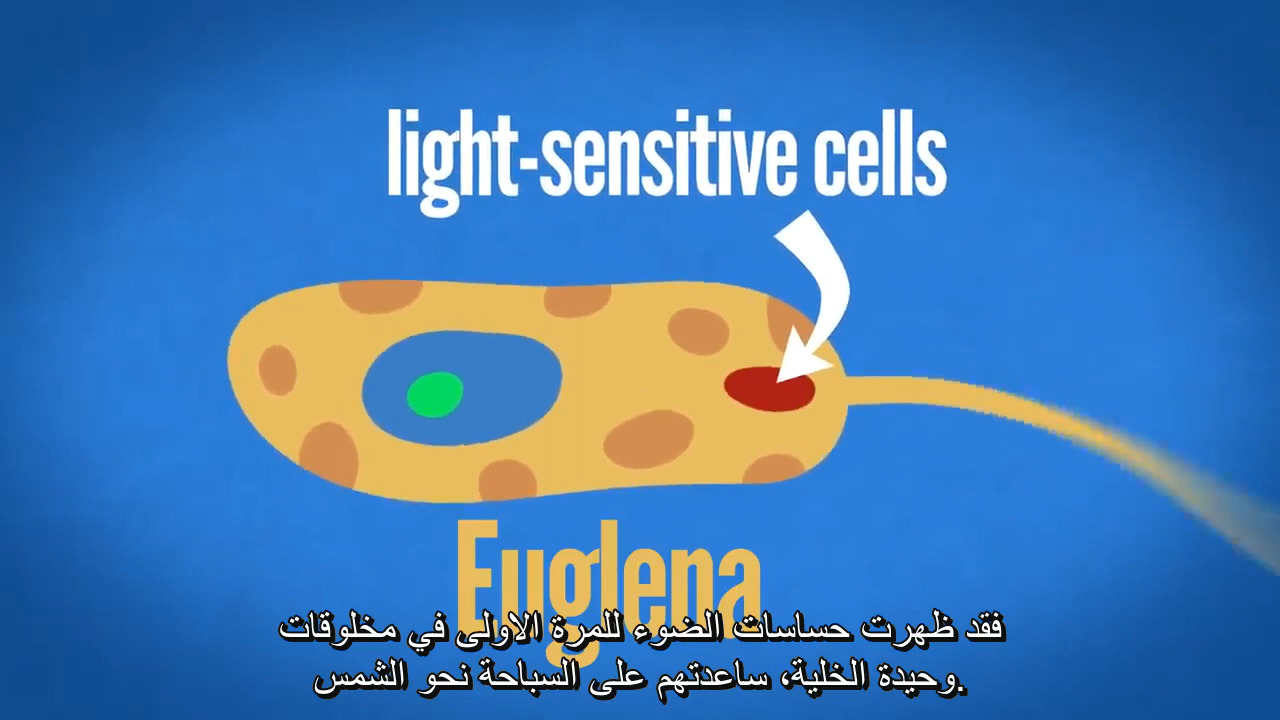 light-sensitive cells
Euglena
فقد ظهرت حساسات الضوء للمرة الاولى في مخلوقات
وحيدة الخلية، ساعدتهم على السباحة نحو الشمس.